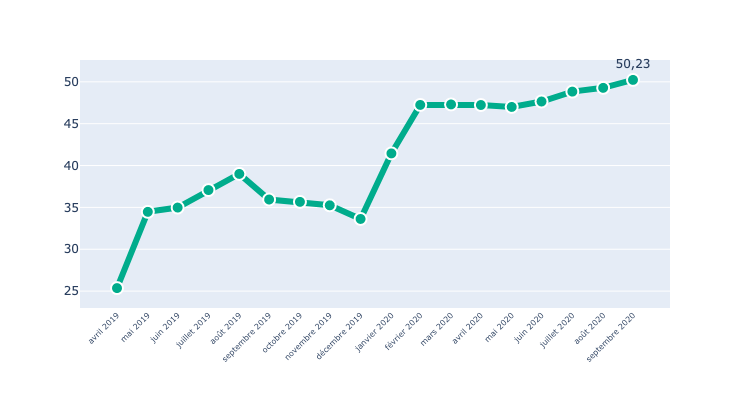 50,23
50
45
40
35
30
25
avril 2019
mai 2019
juin 2019
juillet 2019
août 2019
septembre 2019
octobre 2019
novembre 2019
décembre 2019
janvier 2020
février 2020
mars 2020
avril 2020
mai 2020
juin 2020
juillet 2020
août 2020
septembre 2020